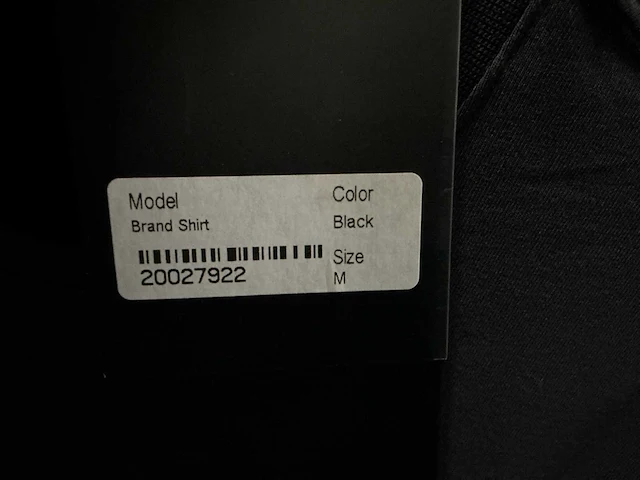 Model
Brand Shirt
20027922
Color
Black
Size
M